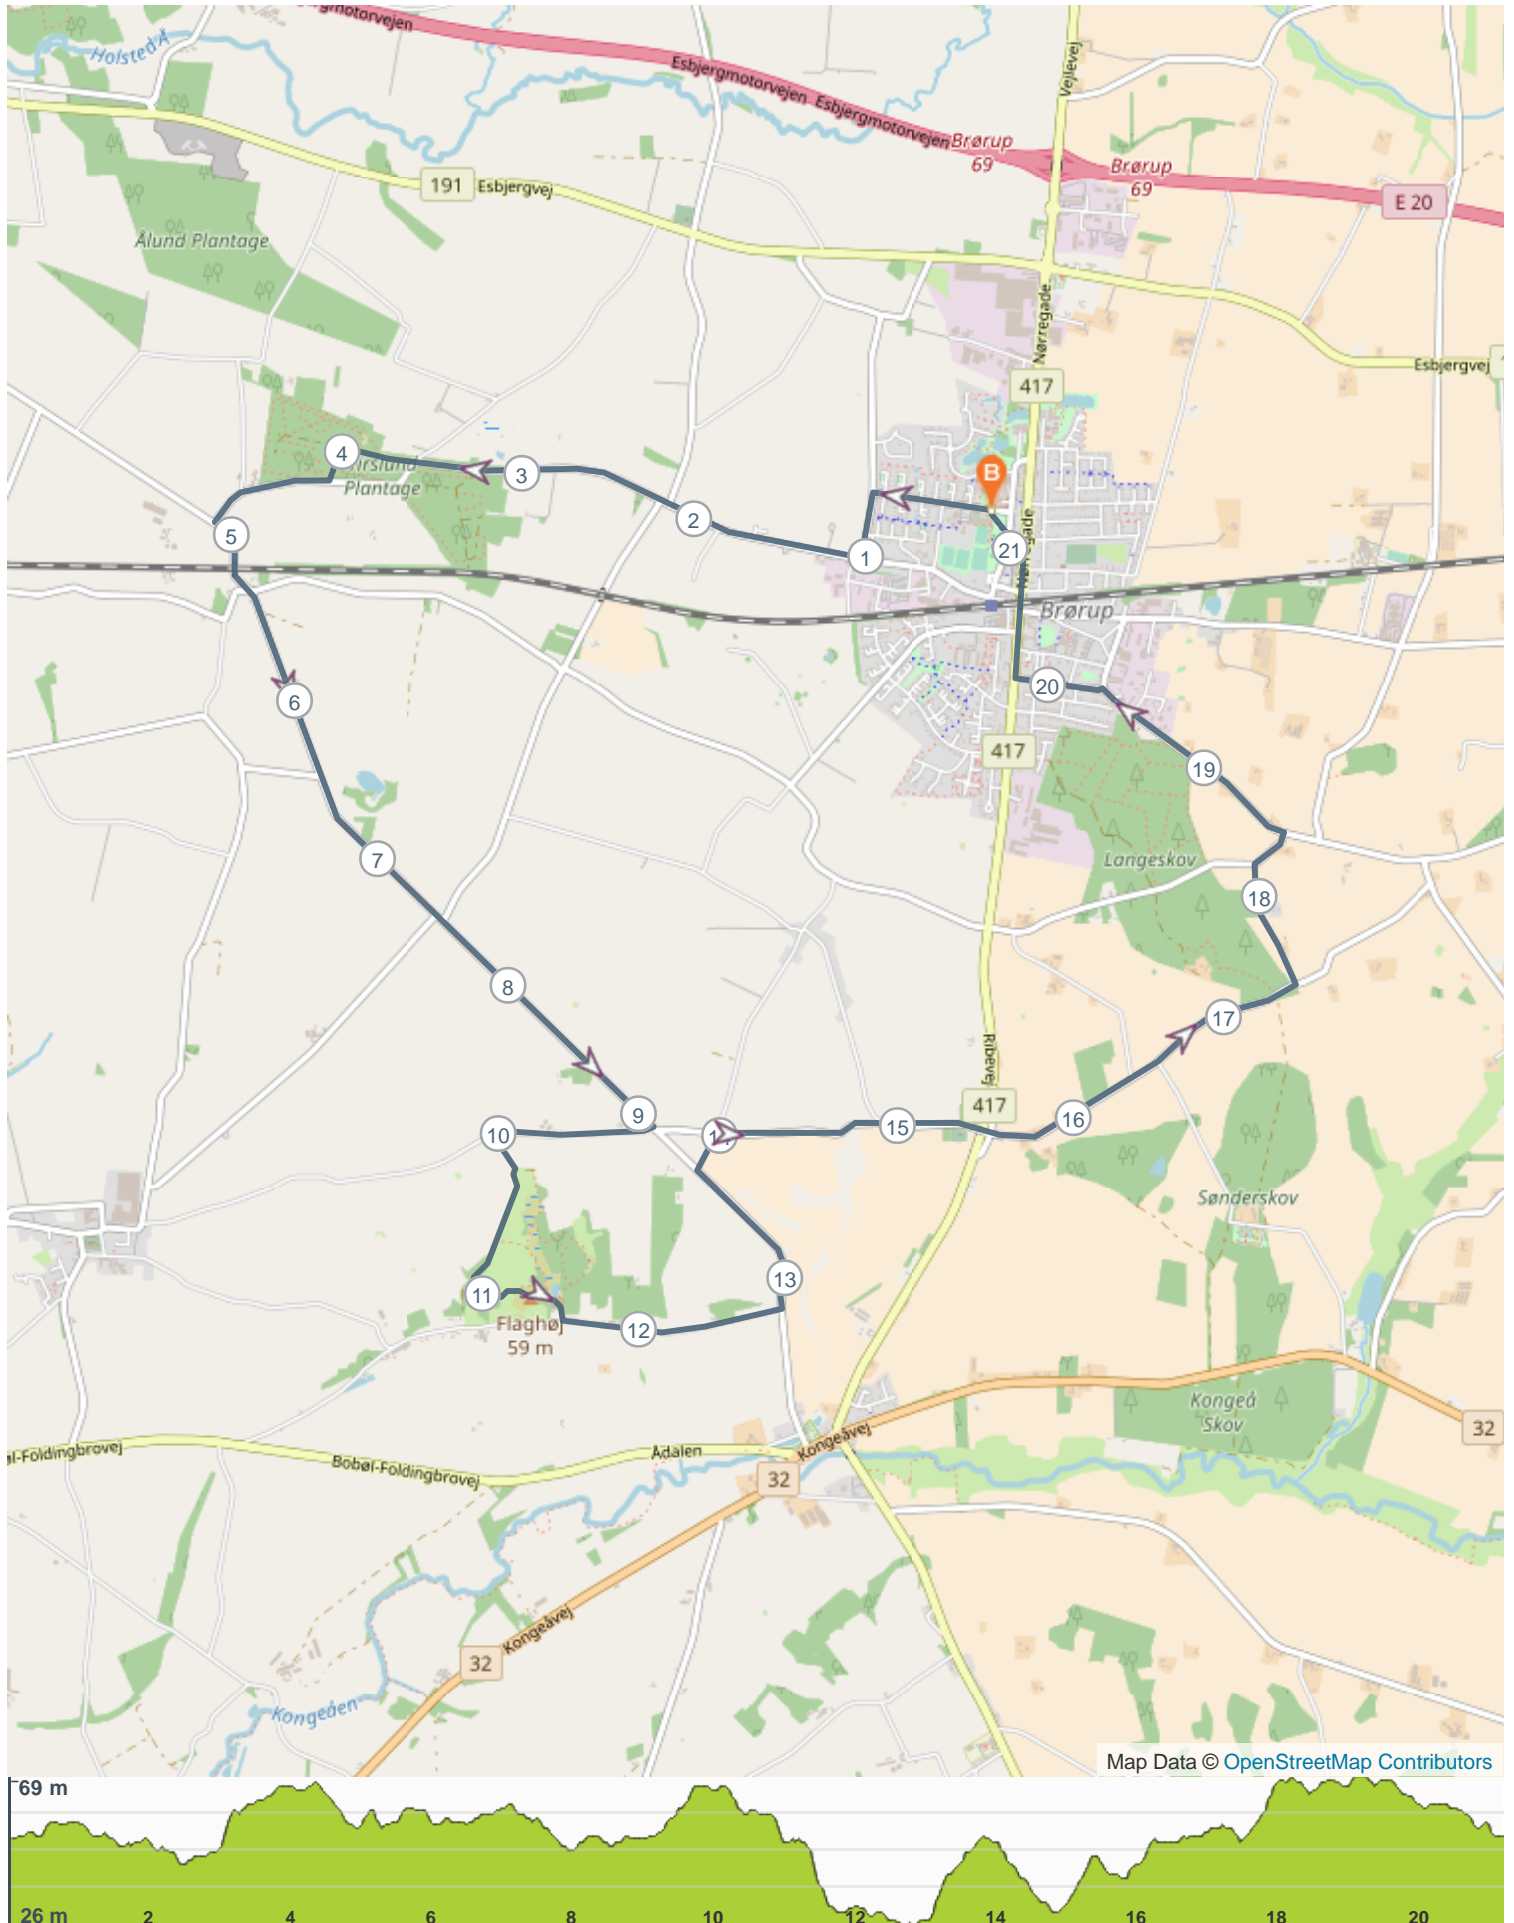 Esbjergmotorvejen Esbjergmotorvejen
Holsted Å
Vejlevej
Brørup
69
Brørup
69
E 20
191
Esbjergvej
Ålund Plantage
Nørregade
417
Esbjergvej
B
4
3
Plantage
2
5
1
21
Brørup
6
20
417
19
7
Langeskov
18
8
17
Ribevej
417
9
10
15
16
Sønderskov
13
11
Flaghøj
59 m
12
Kongeå
Skov
32
Kongeåvej
Ådalen
Bobøl-Foldingbrovej
32
Kongeåvej
32
Kongeåen
Map Data © OpenStreetMap Contributors
69 m
26 m 2 4 6 8 10 12 14 16 18 20